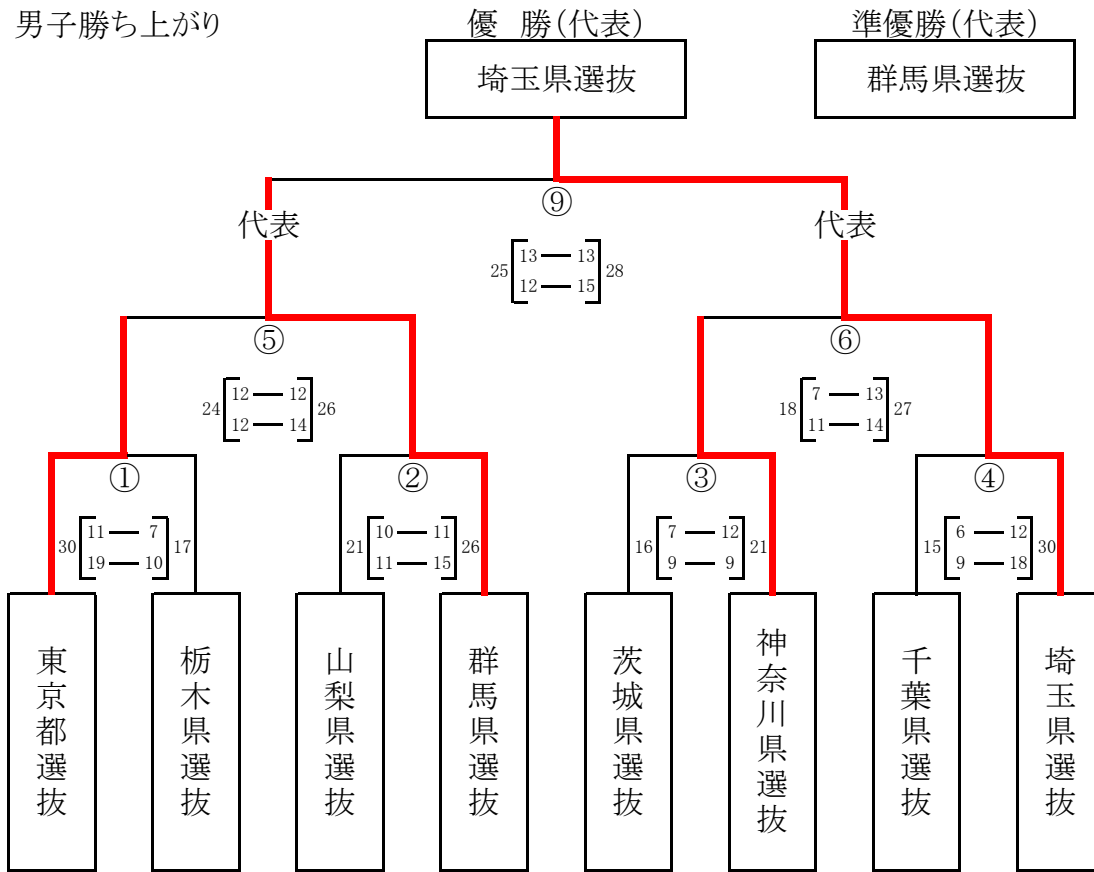 男子勝ち上がり
優 勝(代表)
準優勝(代表)
埼玉県選抜
群馬県選抜
⑨
代表
代表
25 13 13 28
12 15
⑤
⑥
24 12 12 26
12 14
18 7 13 27
11 14
①
②
③
④
30 11 7 17
19 10
21 10 11 26
11 15
16 7 12 21
9 9
15 6 12 30
9 18
東京都選抜
栃木県選抜
山梨県選抜
群馬県選抜
茨城県選抜
神奈川県選抜
千葉県選抜
埼玉県選抜